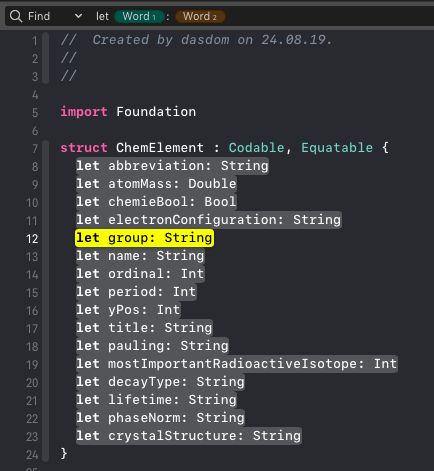 Find let Word 1 : Word 2
1 // Created by dasdom on 24.08.19.
2 //
3 //
4
5 import Foundation
6
7 struct ChemElement : Codable, Equatable {
8 let abbreviation: String
9 let atomMass: Double
10 let chemieBool: Bool
11 let electronConfiguration: String
12 let group: String
13 let name: String
14 let ordinal: Int
15 let period: Int
16 let yPos: Int
17 let title: String
18 let pauling: String
19 let mostImportantRadioactiveIsotope: Int
20 let decayType: String
21 let lifetime: String
22 let phaseNorm: String
23 let crystalStructure: String
24 }